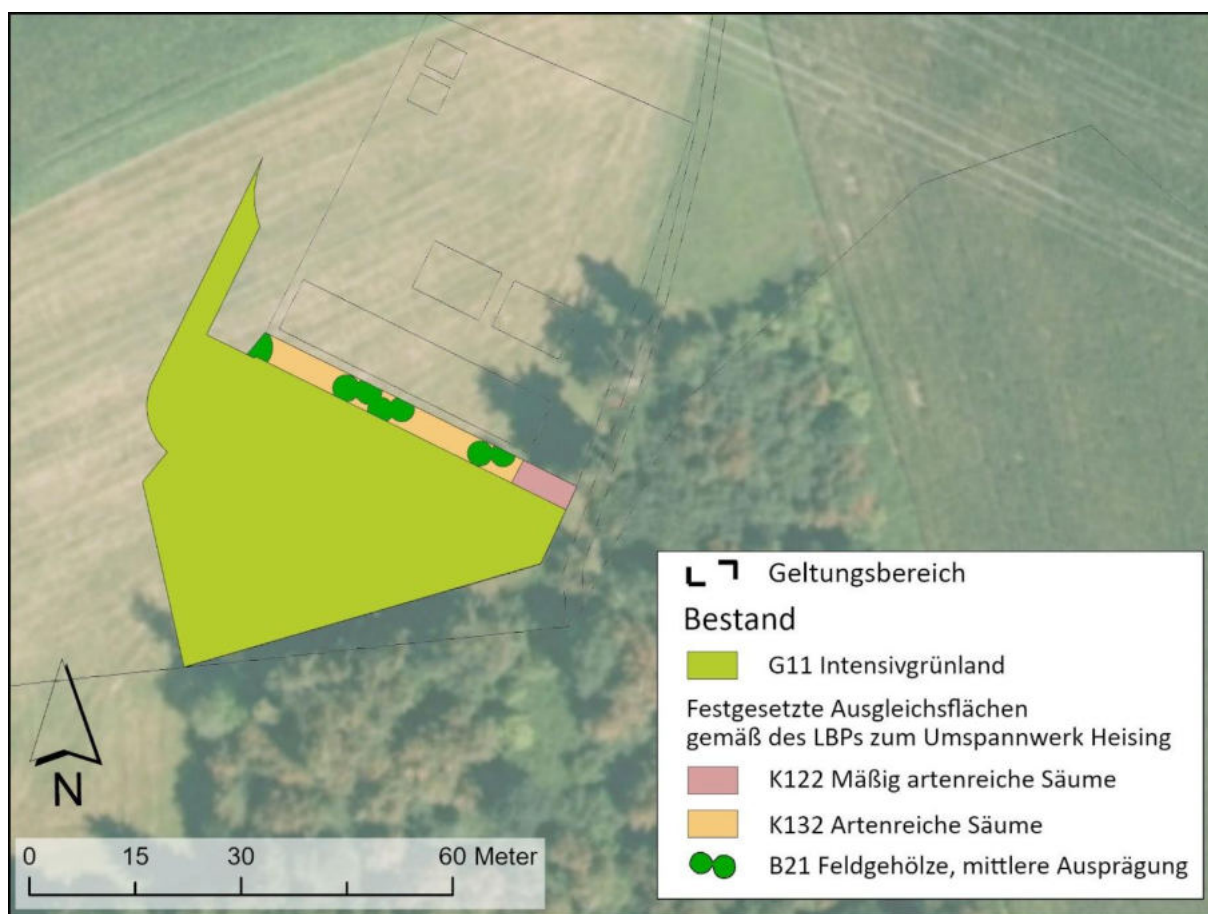 Geltungsbereich
Bestand
G11 Intensivgrünland
Festgesetzte Ausgleichsflächen
gemäß des LBPs zum Umspannwerk Heising
K122 Mäßig artenreiche Säume
K132 Artenreiche Säume
B21 Feldgehölze, mittlere Ausprägung
N
0 15 30 60 Meter